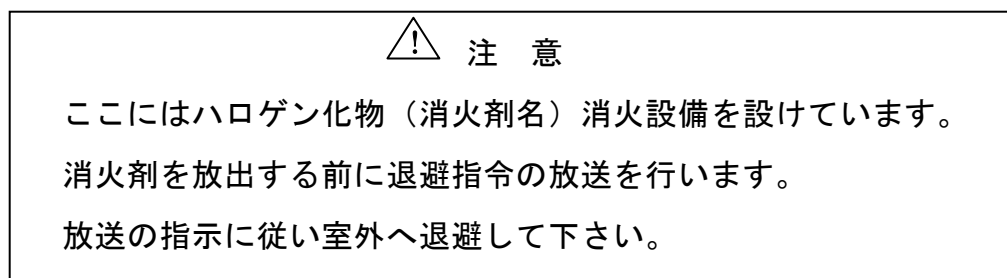 注　意
ここにはハロゲン化物（消火剤名）消火設備を設けています。
消火剤を放出する前に退避指令の放送を行います。
放送の指示に従い室外へ退避して下さい。